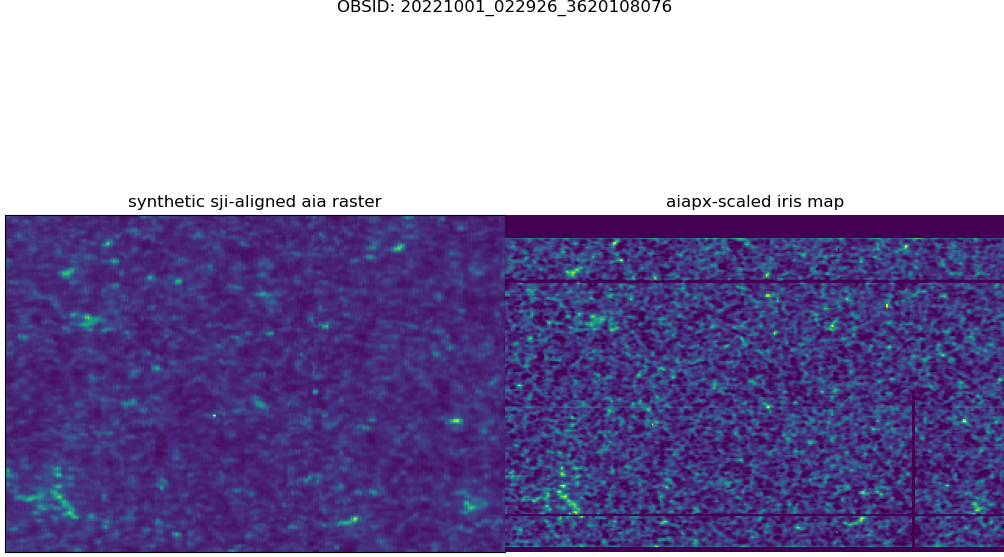 OBSID: 20221001_022926_3620108076
synthetic sji-aligned aia raster
aiapx-scaled iris map